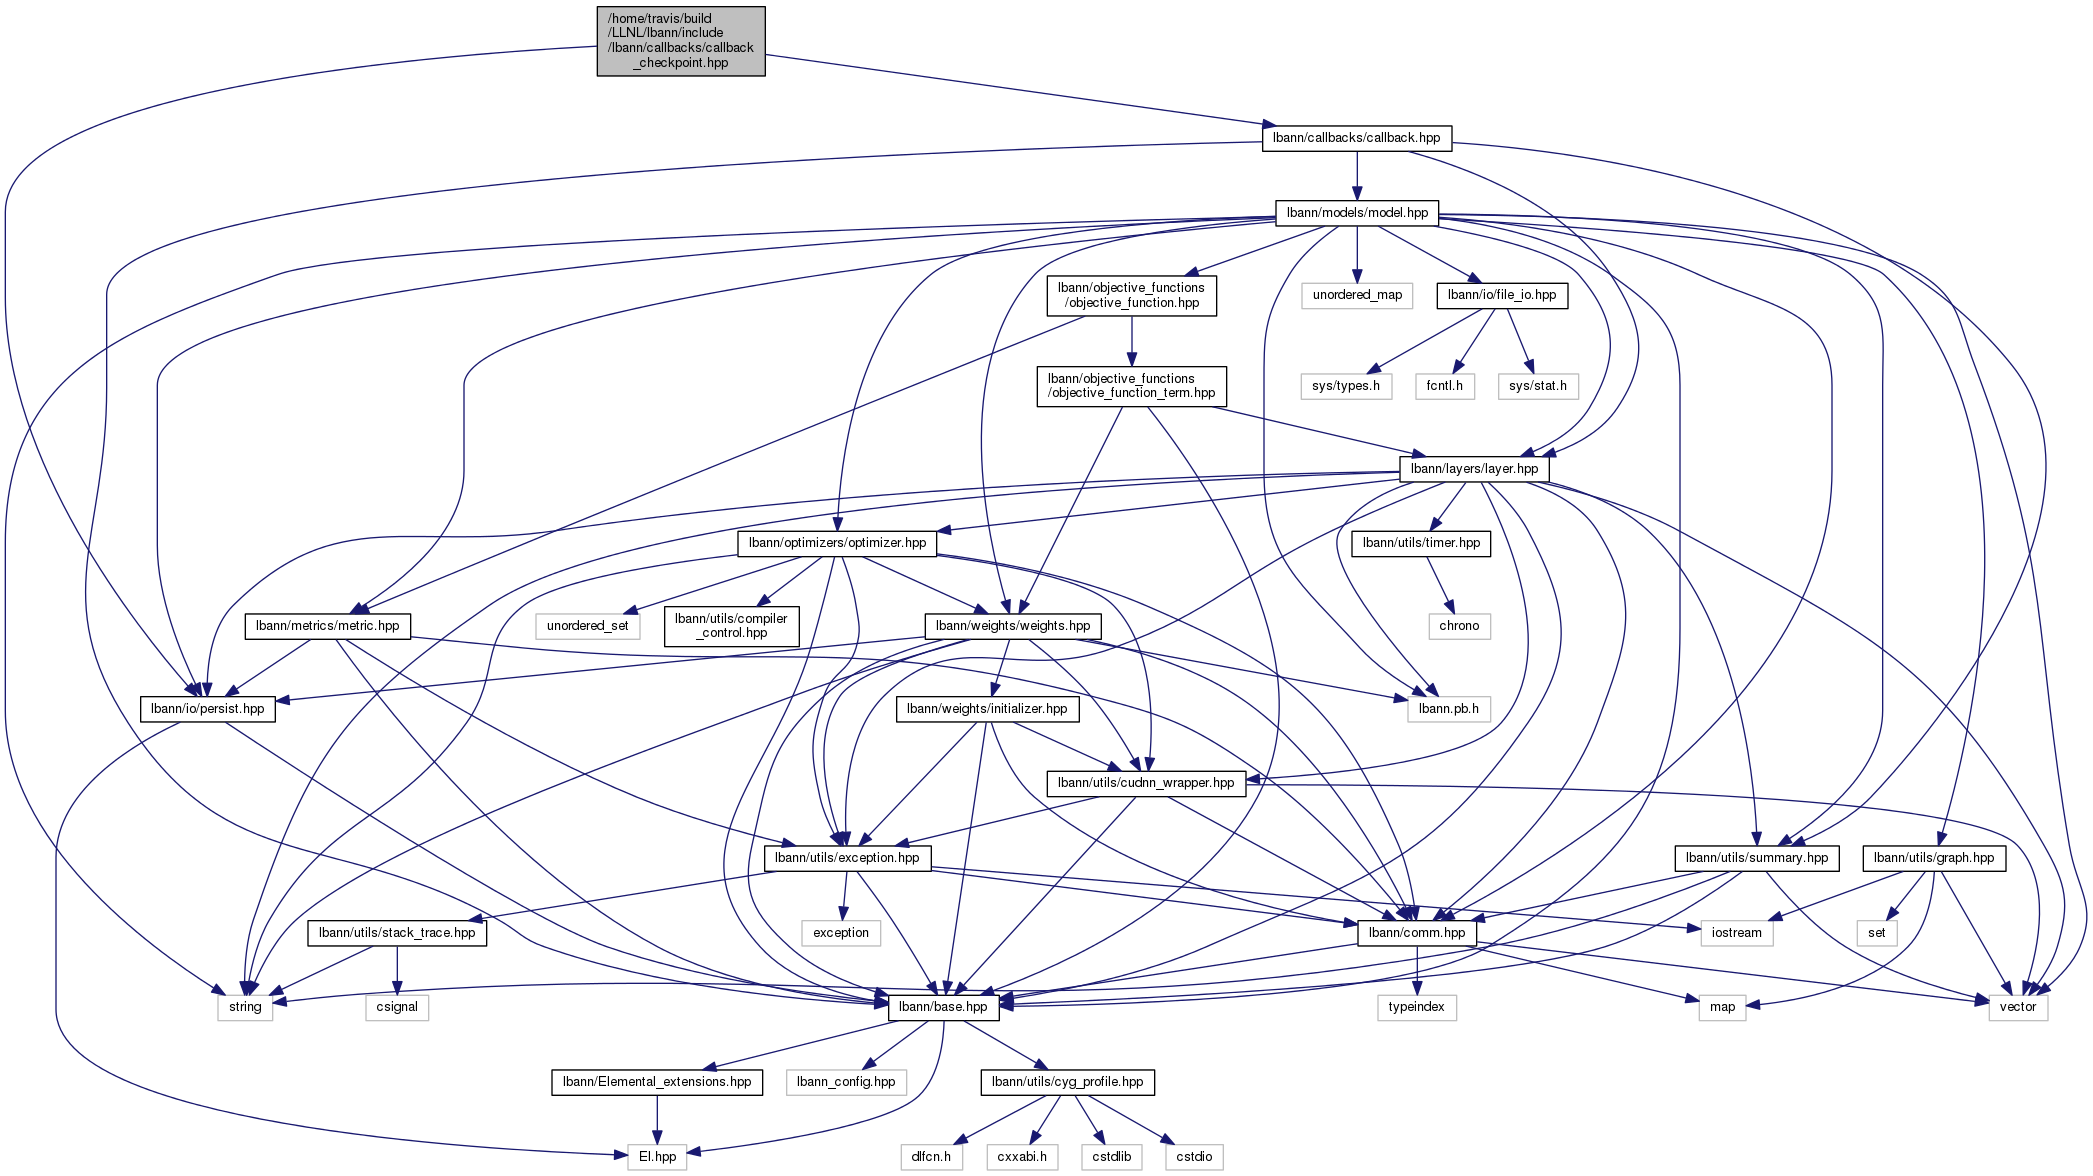 /home/travis/build
/LLNL/lbann/include
/lbann/callbacks/callback
_checkpoint.hpp
lbann/callbacks/callback.hpp
lbann/models/model.hpp
lbann/objective_functions
/objective_function.hpp
unordered_map
lbann/io/file_io.hpp
lbann/objective_functions
/objective_function_term.hpp
sys/types.h
fcntl.h
sys/stat.h
lbann/layers/layer.hpp
lbann/optimizers/optimizer.hpp
lbann/utils/timer.hpp
lbann/metrics/metric.hpp
unordered_set
lbann/utils/compiler
_control.hpp
lbann/weights/weights.hpp
chrono
lbann/io/persist.hpp
lbann/weights/initializer.hpp
lbann.pb.h
lbann/utils/cudnn_wrapper.hpp
lbann/utils/exception.hpp
lbann/utils/summary.hpp
lbann/utils/graph.hpp
lbann/utils/stack_trace.hpp
exception
lbann/comm.hpp
iostream
set
string
csignal
lbann/base.hpp
typeindex
map
vector
lbann/Elemental_extensions.hpp
lbann_config.hpp
lbann/utils/cyg_profile.hpp
El.hpp
dlfcn.h
cxxabi.h
cstdlib
cstdio